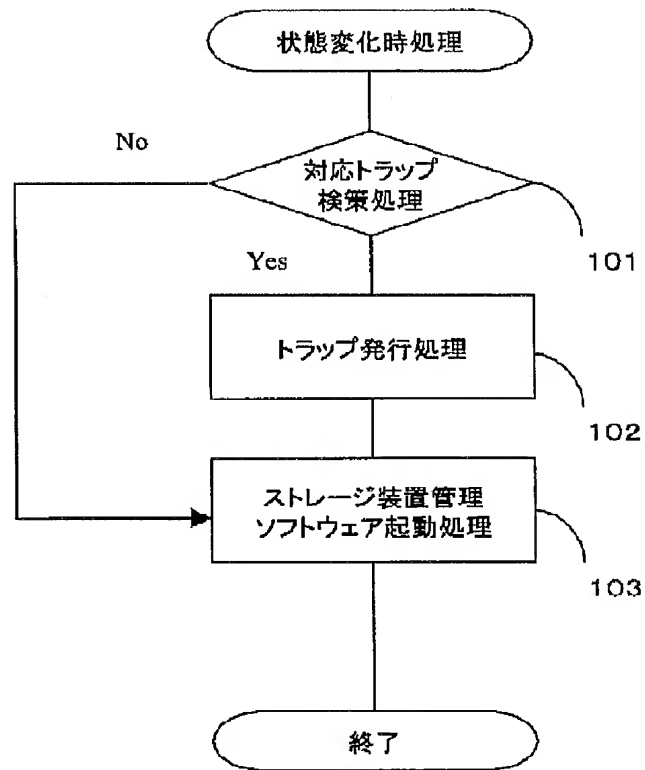 状態変化時処理
No
対応トラップ
検策処理
101
Yes
トラップ発行処理
102
ストレージ装置管理
ソフトウェア起動処理
103
終了